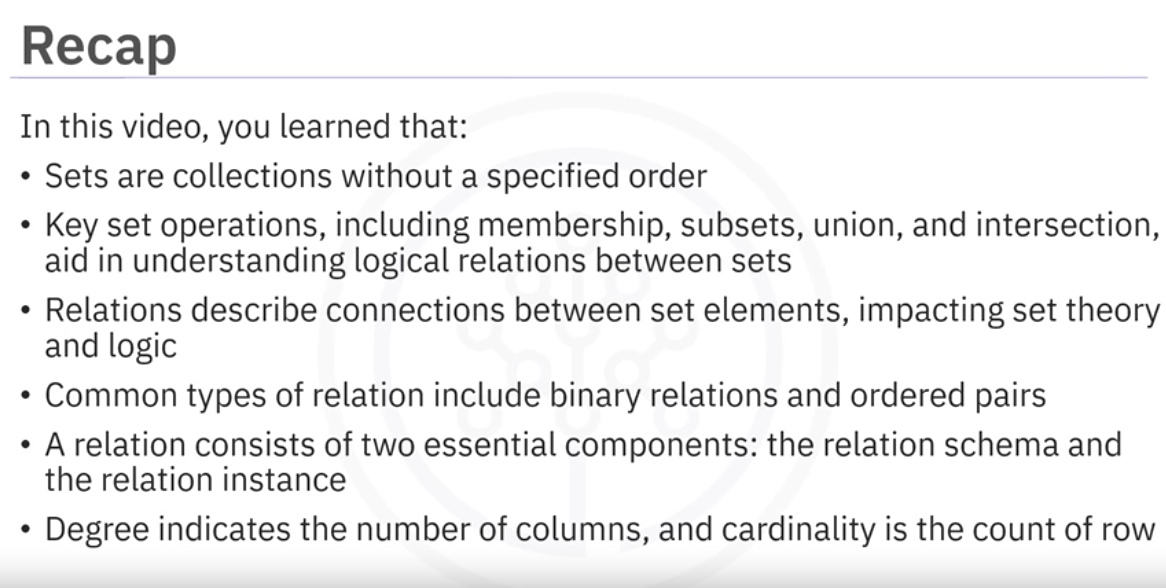 Recap
In this video, you learned that:
• Sets are collections without a specified order
• Key set operations, including membership, subsets, union, and intersection,
aid in understanding logical relations between sets
• Relations describe connections between set elements, impacting set theory
and logic
• Common types of relation include binary relations and ordered pairs
• A relation consists of two essential components: the relation schema and
the relation instance
• Degree indicates the number of columns, and cardinality is the count of row